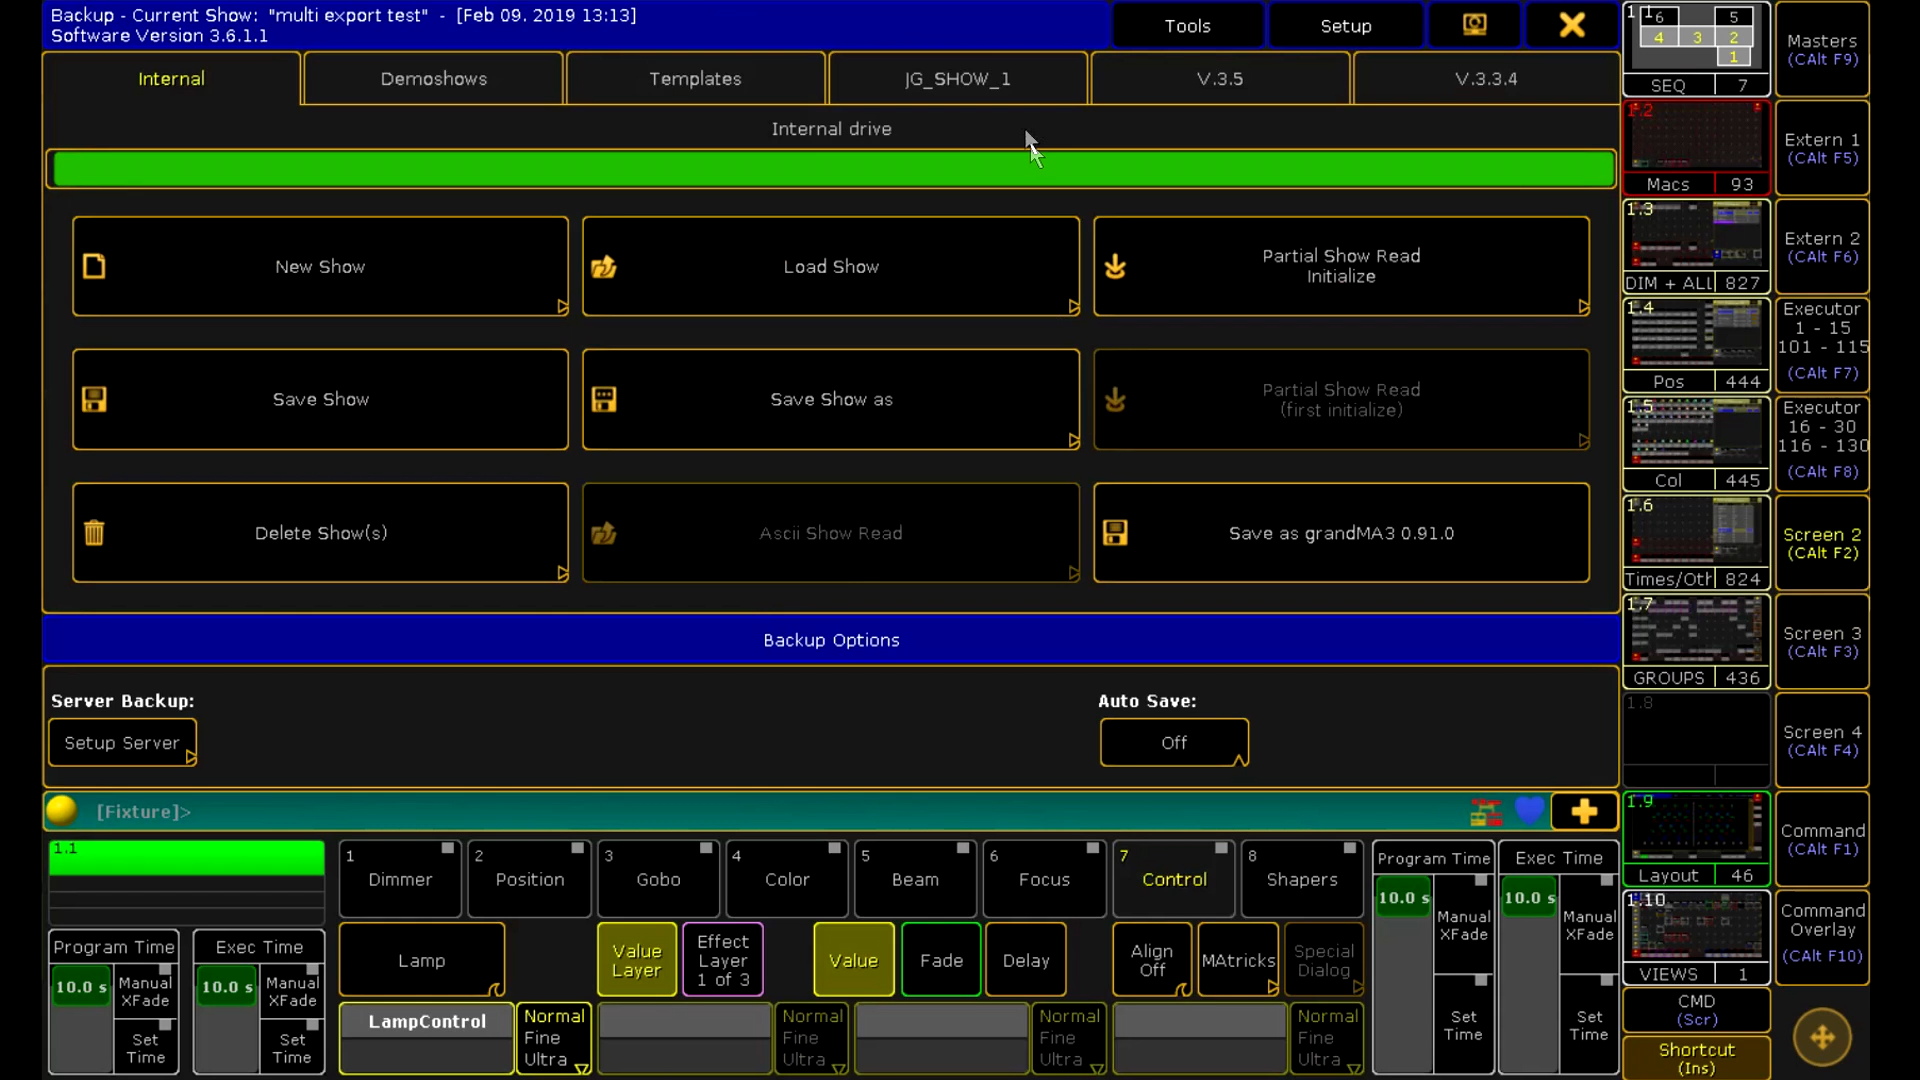 Backup - Current Show: "multi export test" - [Feb 09. 2019 13:13]
Software Version 3.6.1.1
Tools
Setup
Internal
Demoshows
Templates
JG_SHOW_1
V.3.5
V.3.3.4
Internal drive
New Show
Load Show
Partial Show Read
Initialize
Save Show
Save Show as
Partial Show Read
(first initialize)
Delete Show(s)
Ascii Show Read
Save as grandMA3 0.91.0
Backup Options
Server Backup:
Setup Server
Auto Save:
Off
[Fixture]>
1.1
1
Dimmer
2
Position
3
Gobo
4
Color
5
Beam
6
Focus
7
Control
8
Shapers
Program Time
10.0 s
Manual
XFade
Set
Time
Exec Time
10.0 s
Manual
XFade
Set
Time
Lamp
Value
Layer
Effect
Layer
1 of 3
Value
Fade
Delay
Align
Off
MAtricks
Special
Dialog
LampControl
Normal
Fine
Ultra
Normal
Fine
Ultra
Normal
Fine
Ultra
Normal
Fine
Ultra
Program Time
10.0 s
Manual
XFade
Set
Time
Exec Time
10.0 s
Manual
XFade
Set
Time
6
5
4
3
2
1
SEQ 7
1.2
Macs 93
1.3
DIM + ALL 827
1.4
Pos 444
1.5
Col 445
1.6
Times/Oth 824
1.7
GROUPS 436
1.8
1.9
Layout 46
1.10
VIEWS 1
CMD
(Scr)
Shortcut
(Ins)
Masters
(CAlt F9)
Extern 1
(CAlt F5)
Extern 2
(CAlt F6)
Executor
1 - 15
101 - 115
(CAlt F7)
Executor
16 - 30
116 - 130
(CAlt F8)
Screen 2
(CAlt F2)
Screen 3
(CAlt F3)
Screen 4
(CAlt F4)
Command
(CAlt F1)
Command
Overlay
(CAlt F10)